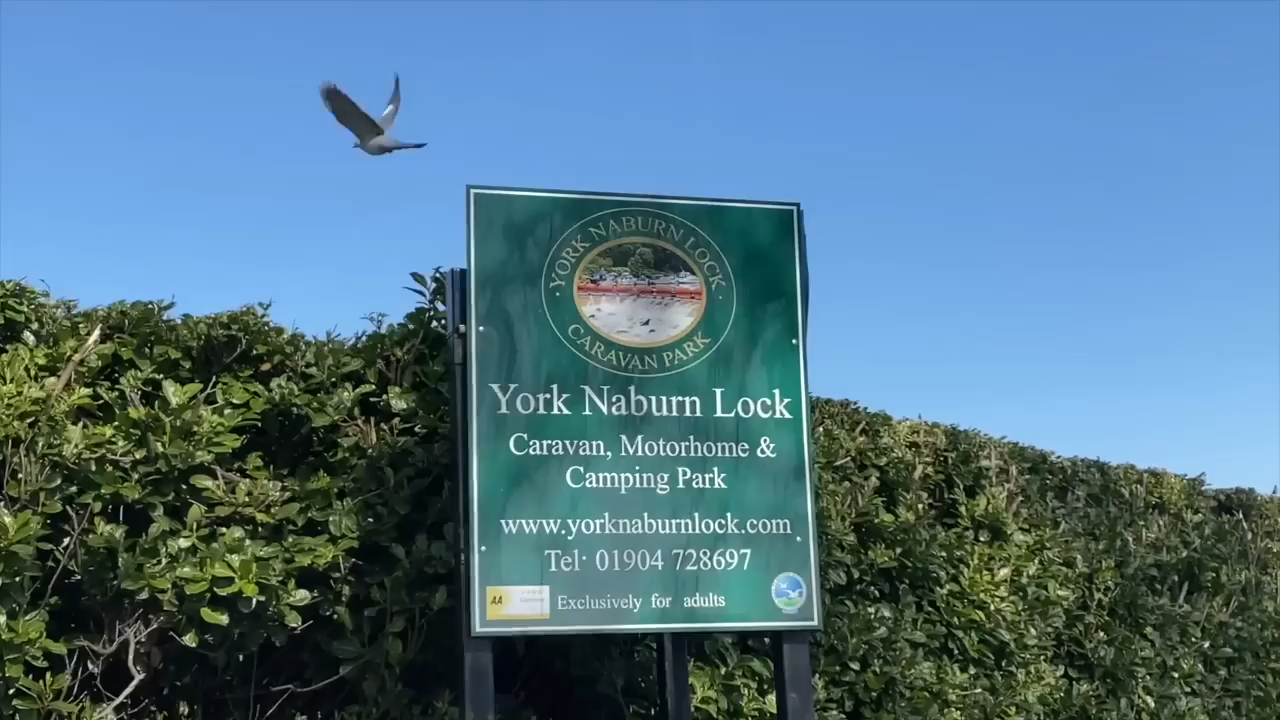 YORK NABURN LOCK
CARAVAN PARK
York Naburn Lock
Caravan, Motorhome &
Camping Park
www.yorknaburnlock.com
Tel· 01904 728697
AA
Exclusively for adults